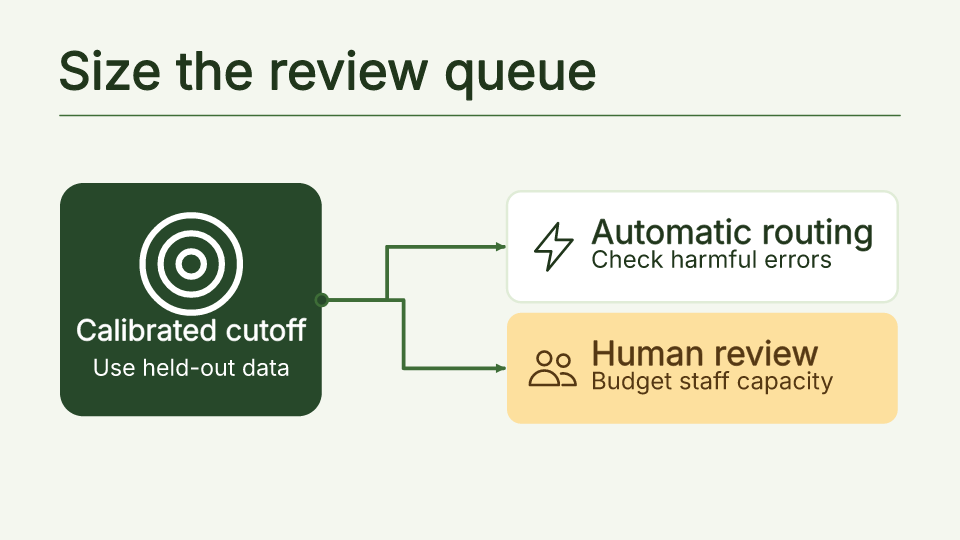 Size the review queue
Calibrated cutoff
Use held-out data
Automatic routing
Check harmful errors
Human review
Budget staff capacity